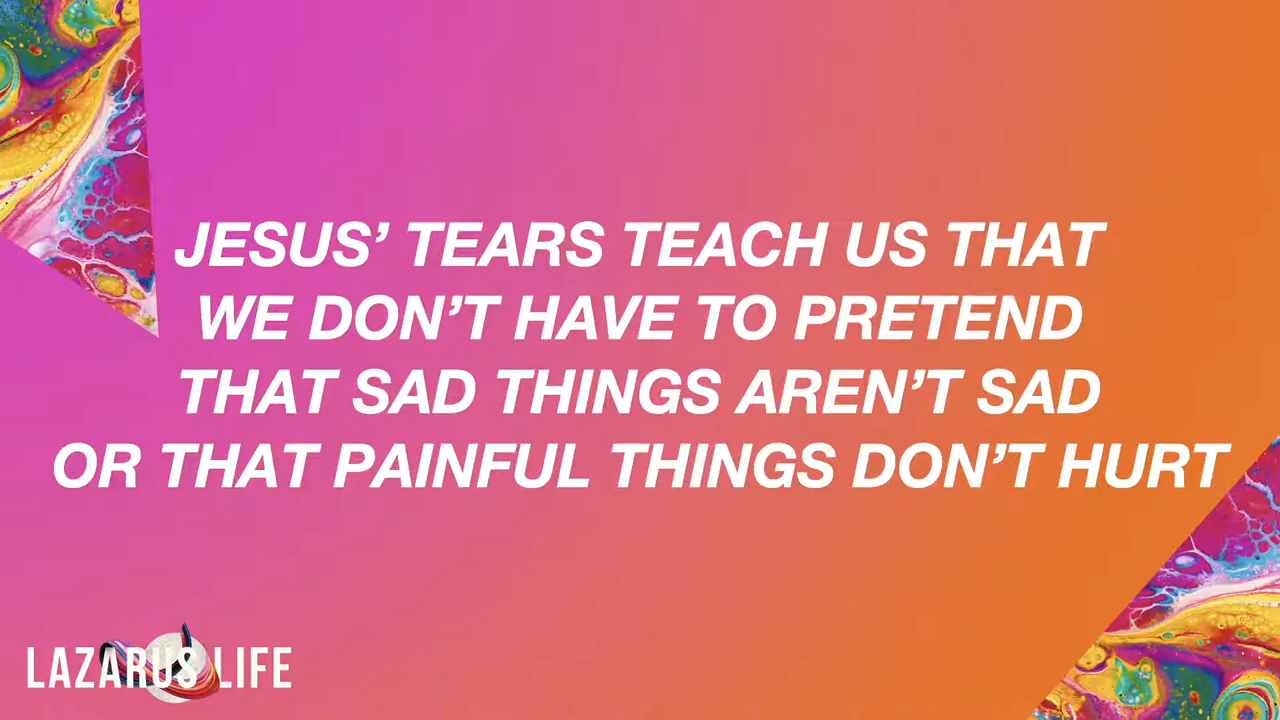 JESUS’ TEARS TEACH US THAT
WE DON’T HAVE TO PRETEND
THAT SAD THINGS AREN’T SAD
OR THAT PAINFUL THINGS DON’T HURT
LAZARUS LIFE